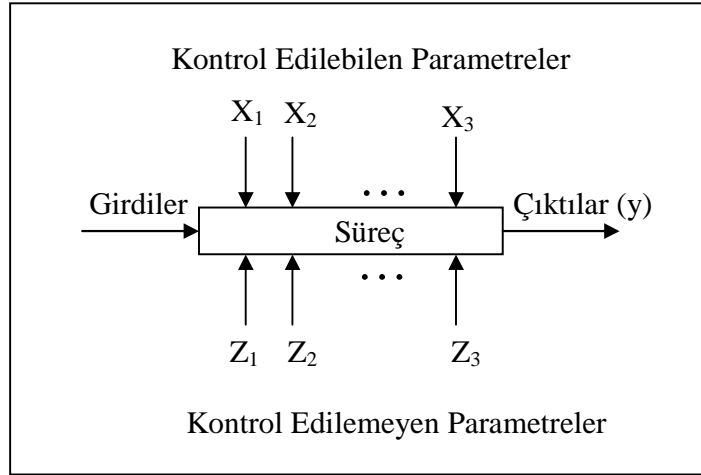 Kontrol Edilebilen Parametreler
X₁ X₂ X₃
. . .
Girdiler Süreç Çıktılar (y)
. . .
Z₁ Z₂ Z₃
Kontrol Edilemeyen Parametreler